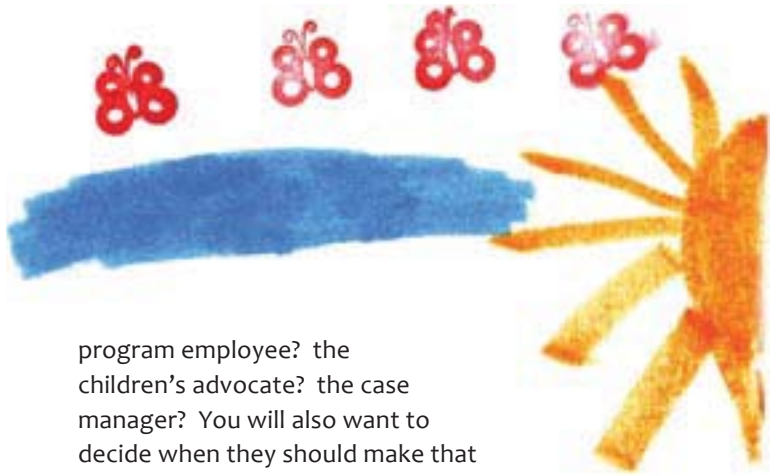 program employee?  the
children’s advocate?  the case
manager?  You will also want to
decide when they should make that